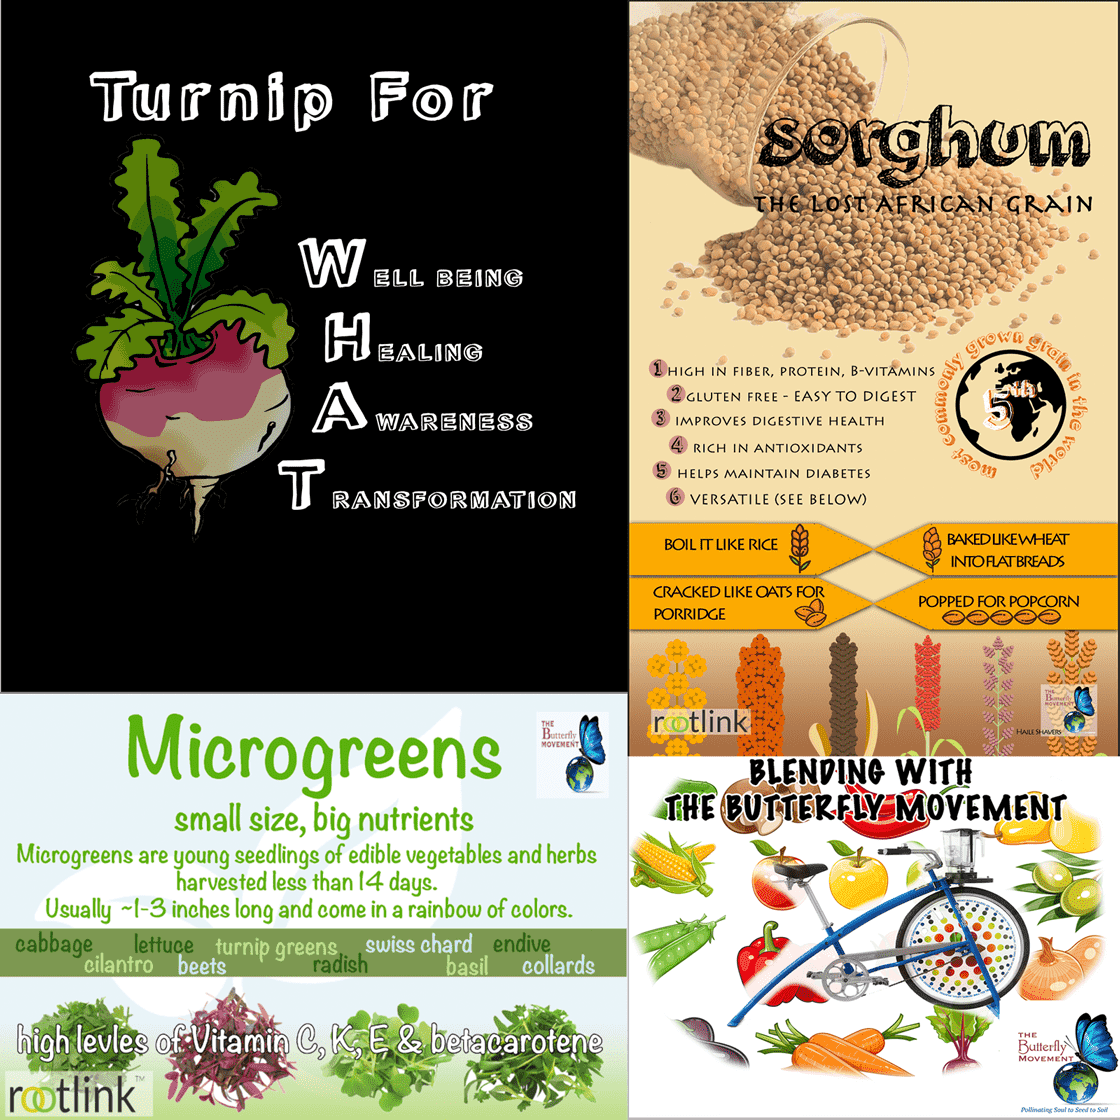 Turnip For
WELL BEING
HEALING
AWARENESS
TRANSFORMATION
sorghum
THE LOST AFRICAN GRAIN
1 HIGH IN FIBER, PROTEIN, B-VITAMINS
2 GLUTEN FREE - EASY TO DIGEST
3 IMPROVES DIGESTIVE HEALTH
4 RICH IN ANTIOXIDANTS
5 HELPS MAINTAIN DIABETES
6 VERSATILE (SEE BELOW)
5th
most commonly grown grain in the world
BOIL IT LIKE RICE
BAKED LIKE WHEAT
INTO FLAT BREADS
CRACKED LIKE OATS FOR
PORRIDGE
POPPED FOR POPCORN
rootlink
THE
Butterfly
MOVEMENT
HAILE SHAVERS
Microgreens
THE
Butterfly
MOVEMENT
small size, big nutrients
Microgreens are young seedlings of edible vegetables and herbs
harvested less than 14 days.
Usually ~1-3 inches long and come in a rainbow of colors.
cabbage lettuce turnip greens swiss chard endive
cilantro beets radish basil collards
high levles of Vitamin C, K, E & betacarotene
rootlink™
BLENDING WITH
THE BUTTERFLY MOVEMENT
THE
Butterfly
MOVEMENT
Pollinating Soul to Seed to Soil